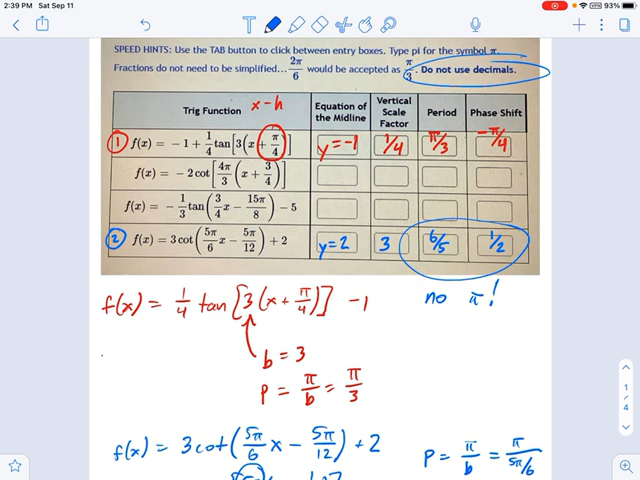 2:39 PM Sat Sep 11
SPEED HINTS: Use the TAB button to click between entry boxes. Type pi for the symbol π.
Fractions do not need to be simplified... 2π/6 would be accepted as π/3. Do not use decimals.
x-h
Trig Function Equation of the Midline Vertical Scale Factor Period Phase Shift
① f(x) = −1 + 1/4 tan[3(x + π/4)] y=-1 1/4 π/3 -π/4
f(x) = −2 cot[4π/3 (x + 3/4)]
f(x) = −1/3 tan(3/4 x − 15π/8) − 5
② f(x) = 3 cot(5π/6 x − 5π/12) + 2 y=2 3 6/5 1/2
f(x) = 1/4 tan [3(x + π/4)] -1 no π!
b = 3
P = π/b = π/3
f(x) = 3cot(5π/6 x − 5π/12) + 2 P = π/b = π/5π/6
1/4